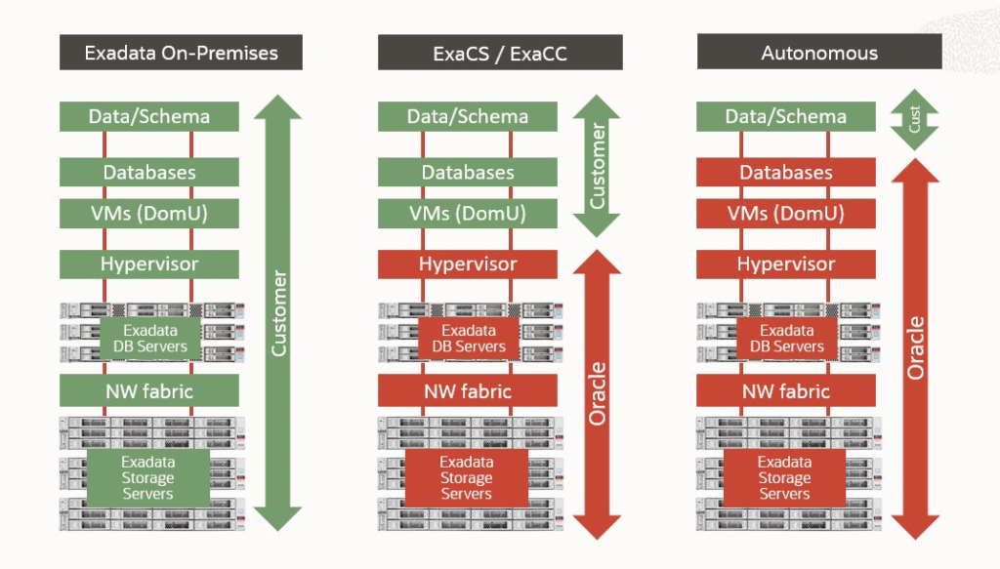 Exadata On-Premises
Data/Schema
Databases
VMs (DomU)
Hypervisor
Exadata
DB Servers
NW fabric
Exadata
Storage
Servers
Customer
ExaCS / ExaCC
Data/Schema
Databases
VMs (DomU)
Hypervisor
Exadata
DB Servers
NW fabric
Exadata
Storage
Servers
Customer
Oracle
Autonomous
Data/Schema
Databases
VMs (DomU)
Hypervisor
Exadata
DB Servers
NW fabric
Exadata
Storage
Servers
Cust
Oracle